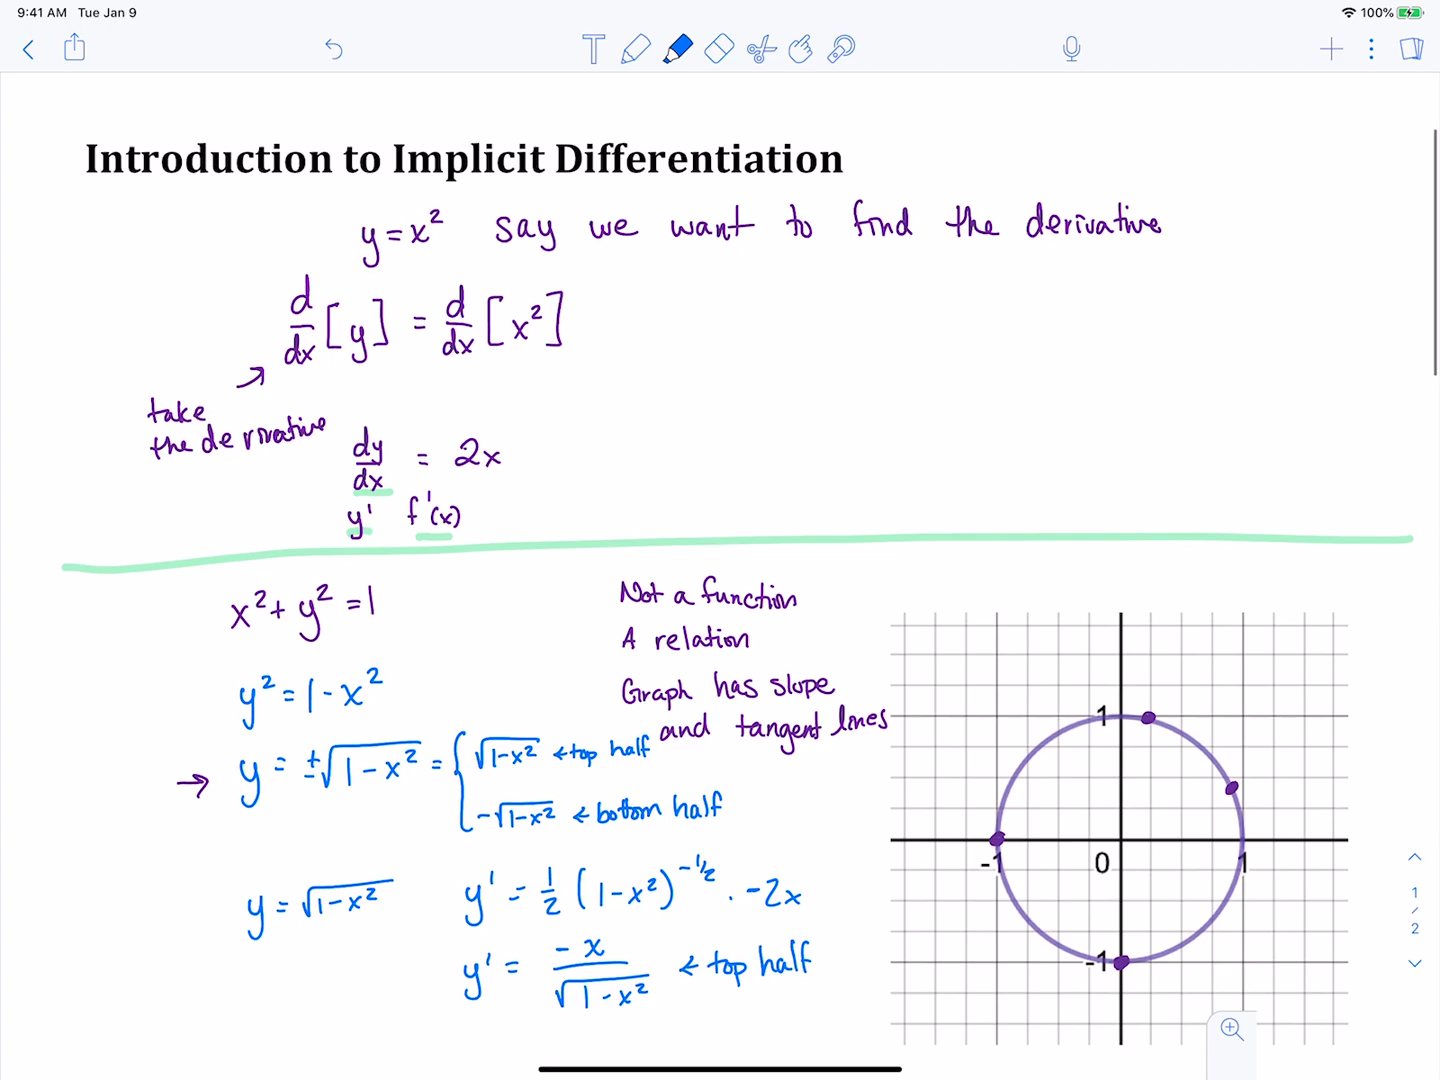 9:41 AM Tue Jan 9
100%
Introduction to Implicit Differentiation
y = x² say we want to find the derivative
d/dx [y] = d/dx [x²]
take
the derivative
dy/dx = 2x
y' f'(x)
x² + y² = 1
Not a function
A relation
Graph has slope
and tangent lines
y² = 1 - x²
y = ±√(1 - x²) = { √(1-x²) ← top half
-√(1-x²) ← bottom half
y = √(1-x²)
y' = 1/2 (1-x²)^(-1/2) · -2x
y' = -x/√(1-x²) ← top half
1
-1 0 1
-1
1
/
2